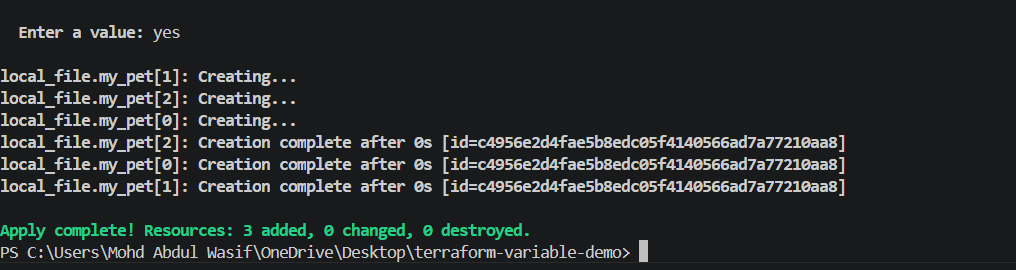 Enter a value: yes
local_file.my_pet[1]: Creating...
local_file.my_pet[2]: Creating...
local_file.my_pet[0]: Creating...
local_file.my_pet[2]: Creation complete after 0s [id=c4956e2d4fae5b8edc05f4140566ad7a77210aa8]
local_file.my_pet[0]: Creation complete after 0s [id=c4956e2d4fae5b8edc05f4140566ad7a77210aa8]
local_file.my_pet[1]: Creation complete after 0s [id=c4956e2d4fae5b8edc05f4140566ad7a77210aa8]
Apply complete! Resources: 3 added, 0 changed, 0 destroyed.
PS C:\Users\Mohd Abdul Wasif\OneDrive\Desktop\terraform-variable-demo>